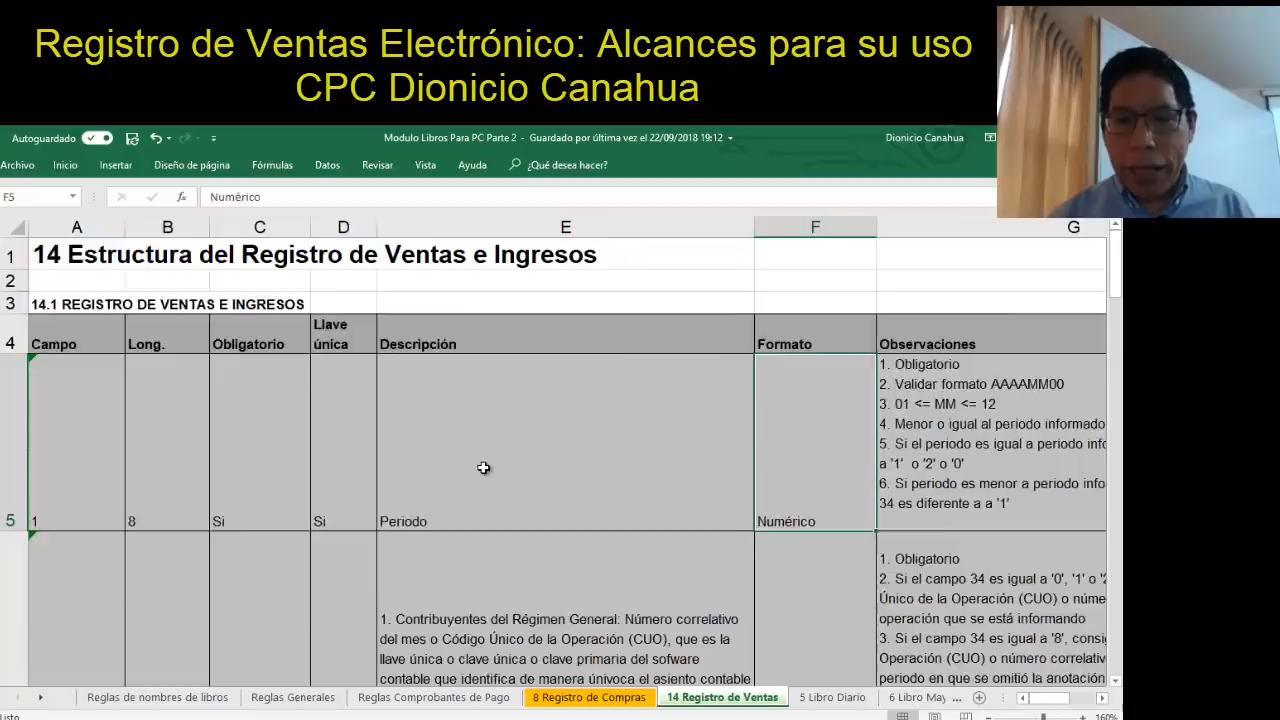 Registro de Ventas Electrónico: Alcances para su uso
CPC Dionicio Canahua
Autoguardado
Modulo Libros Para PC Parte 2 - Guardado por última vez el 22/09/2018 19:12
Dionicio Canahua
Archivo Inicio Insertar Diseño de página Fórmulas Datos Revisar Vista Ayuda ¿Qué desea hacer?
F5 fx Numérico
A B C D E F G
1 14 Estructura del Registro de Ventas e Ingresos
2
3 14.1 REGISTRO DE VENTAS E INGRESOS
4 Campo Long. Obligatorio Llave única Descripción Formato Observaciones
1. Obligatorio
2. Validar formato AAAAMM00
3. 01 <= MM <= 12
4. Menor o igual al periodo informado
5. Si el periodo es igual a periodo info
a '1' o '2' o '0'
6. Si periodo es menor a periodo info
34 es diferente a a '1'
5 1 8 Si Si Periodo Numérico
1. Contribuyentes del Régimen General: Número correlativo
del mes o Código Único de la Operación (CUO), que es la
llave única o clave única o clave primaria del sofware
contable que identifica de manera unívoca el asiento contable
1. Obligatorio
2. Si el campo 34 es igual a '0', '1' o '2
Único de la Operación (CUO) o núme
operación que se está informando
3. Si el campo 34 es igual a '8', consig
Operación (CUO) o número correlativ
periodo en que se omitió la anotación
Reglas de nombres de libros Reglas Generales Reglas Comprobantes de Pago 8 Registro de Compras 14 Registro de Ventas 5 Libro Diario 6 Libro May ...
Listo 160%